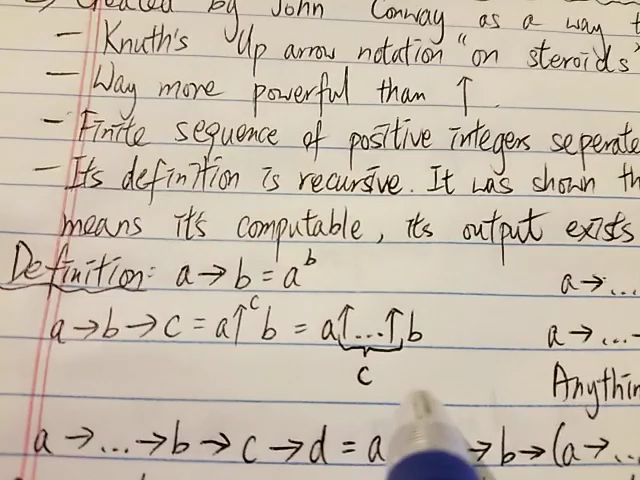 Created by John Conway as a way t
- Knuth's Up arrow notation "on steroids"
- Way more powerful than ↑
- Finite sequence of positive integers seperate
- Its definition is recursive. It was shown th
means it's computable, its output exists
Definition: a → b = a^b a → ...
a → b → c = a↑^c b = a↑...↑b a → ...-
c
Anythin
a → ... → b → c → d = a → b → (a → ...